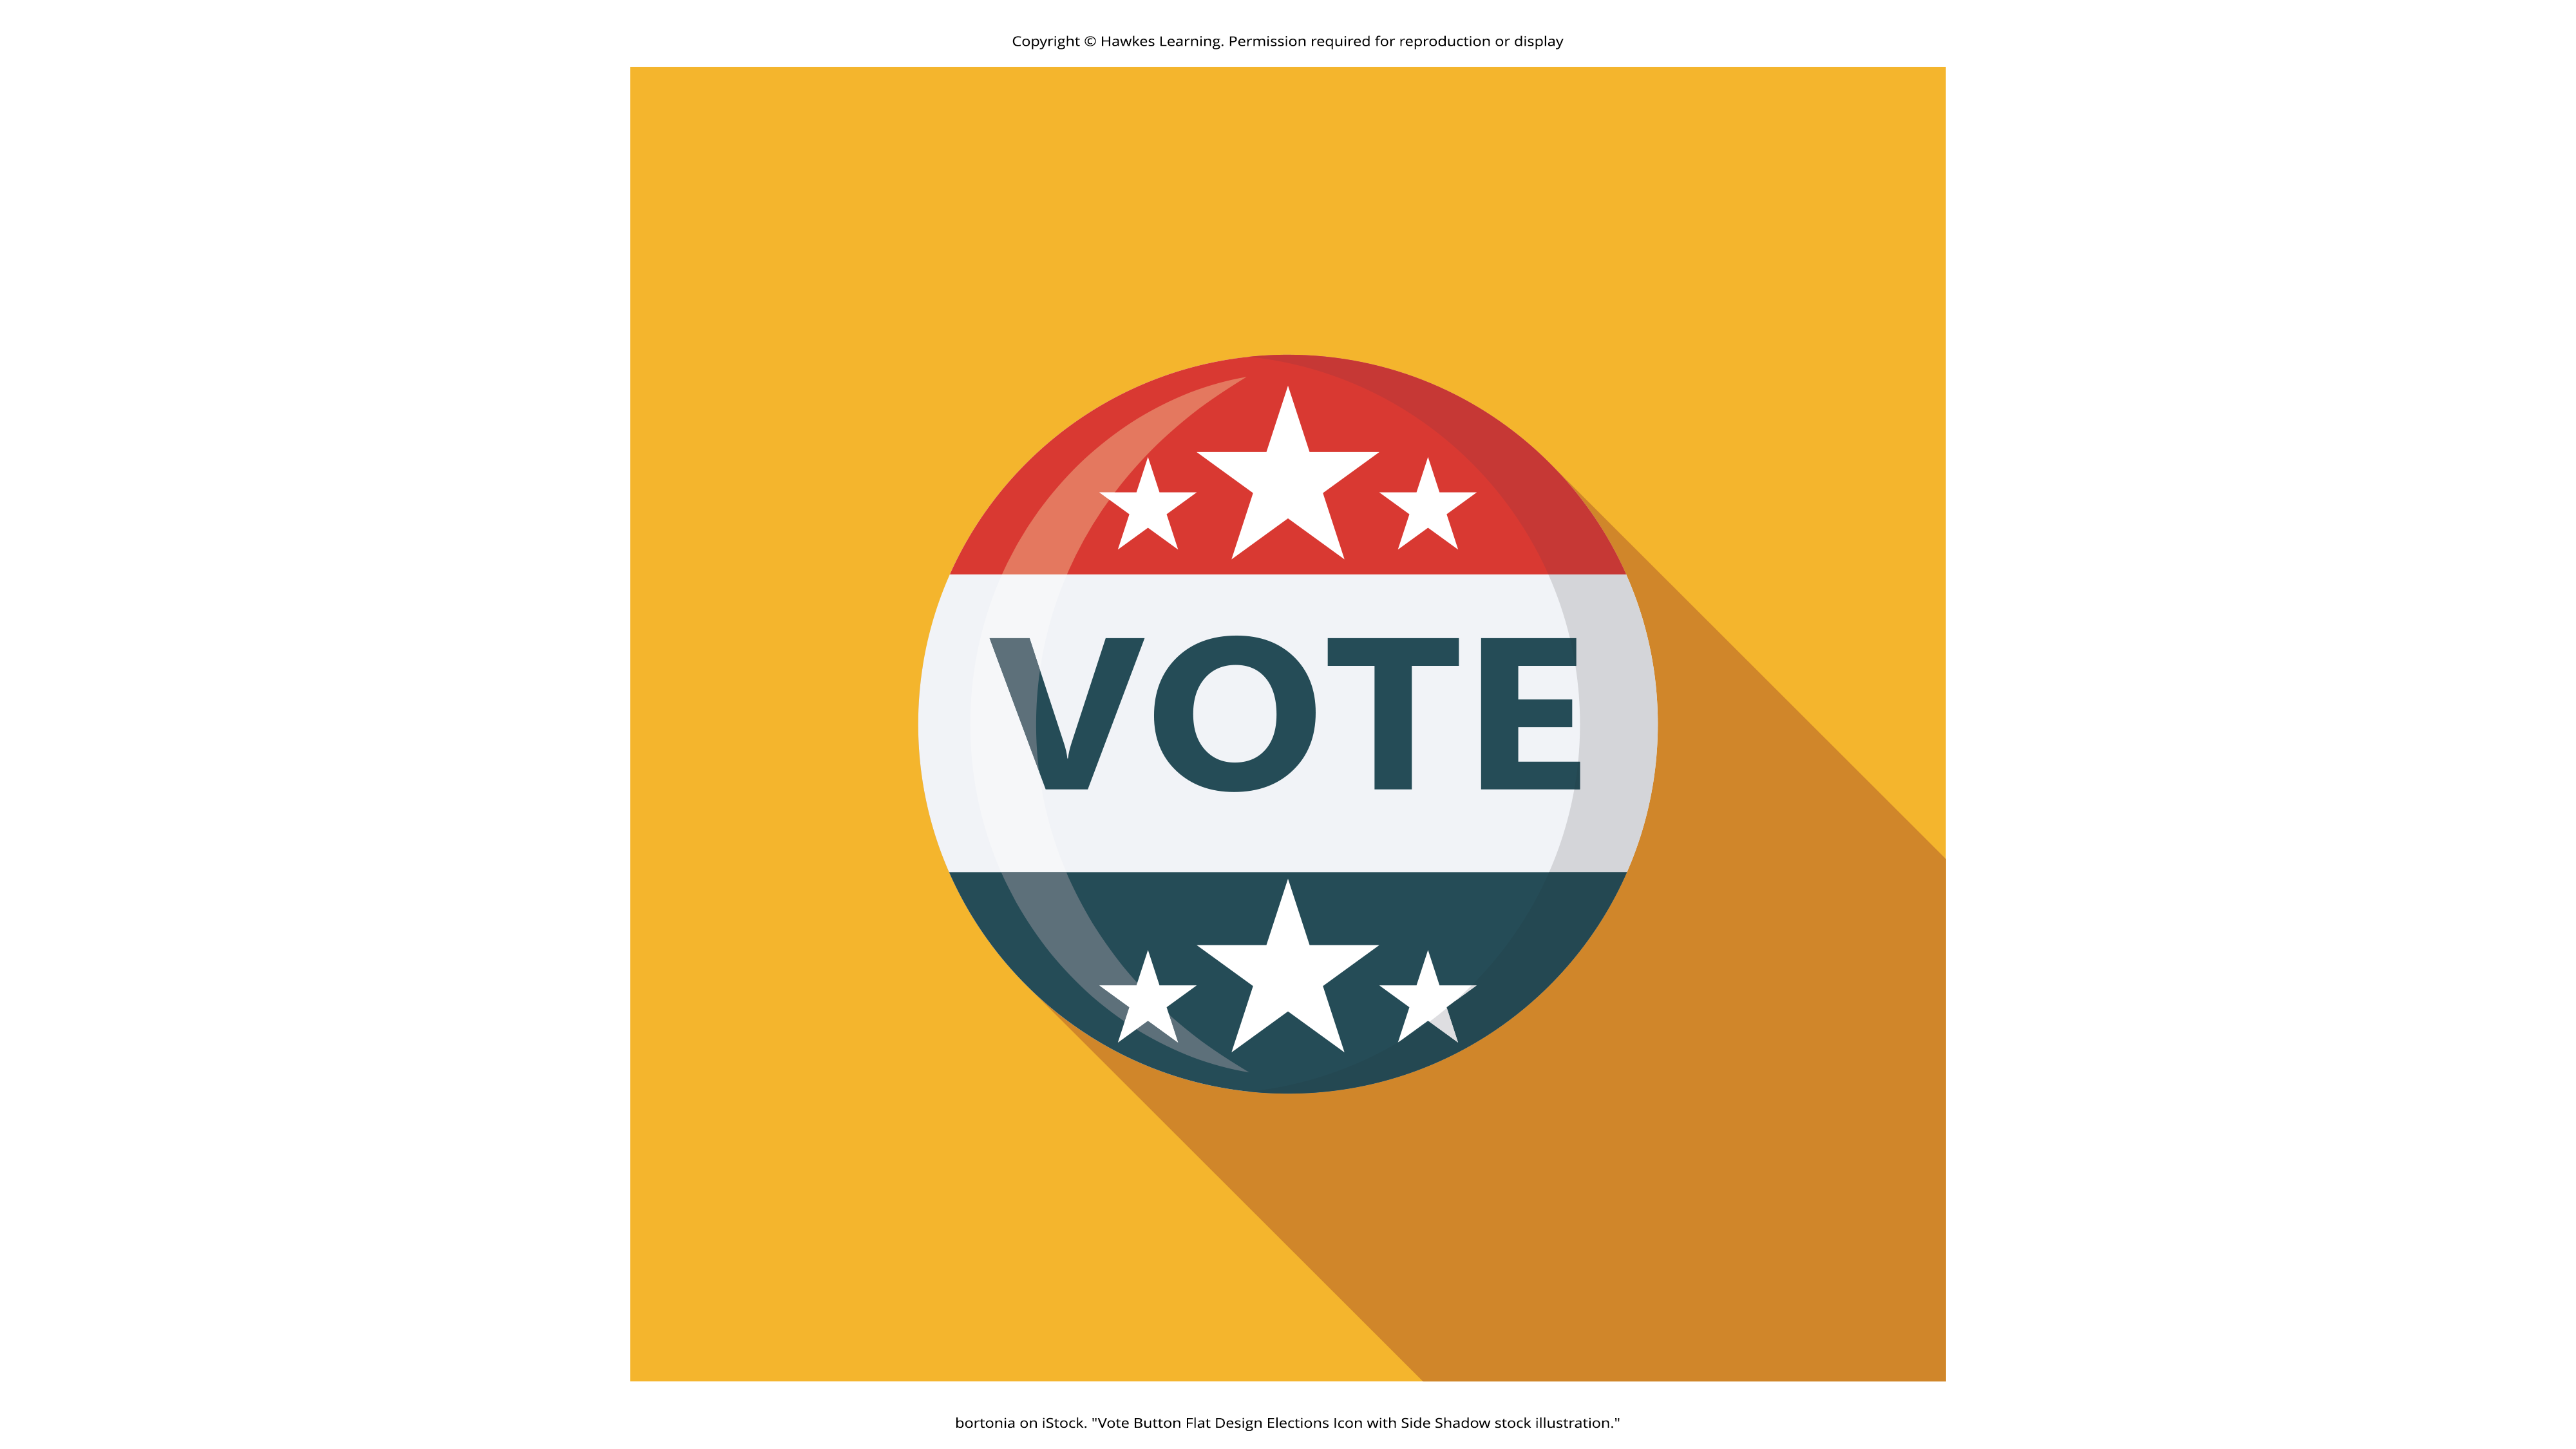 Copyright © Hawkes Learning. Permission required for reproduction or display
VOTE
bortonia on iStock. "Vote Button Flat Design Elections Icon with Side Shadow stock illustration."